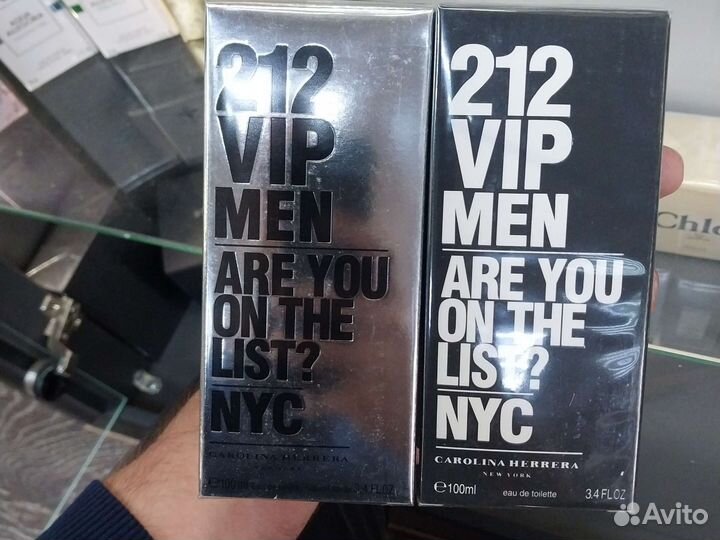 212
VIP
MEN
ARE YOU
ON THE
LIST?
NYC
CAROLINA HERRERA
NEW YORK
℮100ml 3.4 FL OZ
212
VIP
MEN
ARE YOU
ON THE
LIST?
NYC
CAROLINA HERRERA
NEW YORK
℮100ml eau de toilette 3.4 FL OZ
Chlo
Avito